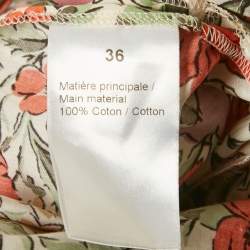 36
Matière principale /
Main material
100% Coton / Cotton